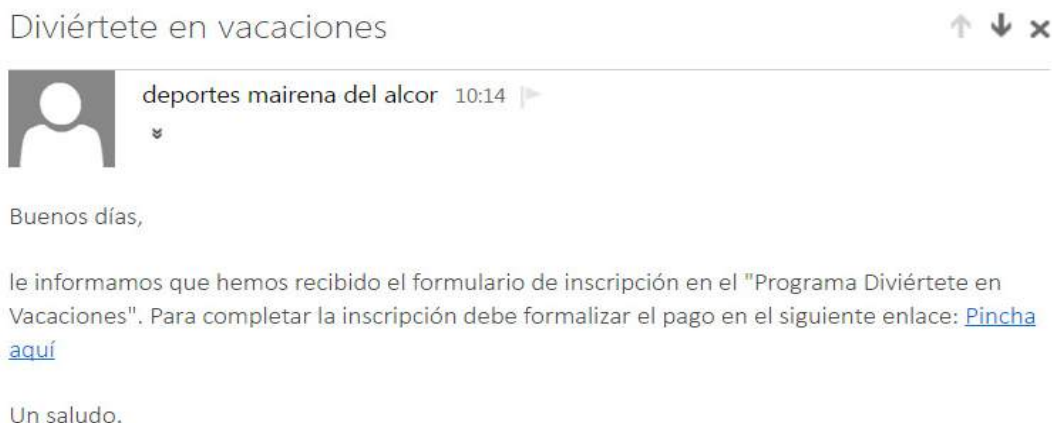 Diviértete en vacaciones
deportes mairena del alcor 10:14
Buenos días,
le informamos que hemos recibido el formulario de inscripción en el "Programa Diviértete en
Vacaciones". Para completar la inscripción debe formalizar el pago en el siguiente enlace: Pincha
aquí
Un saludo.